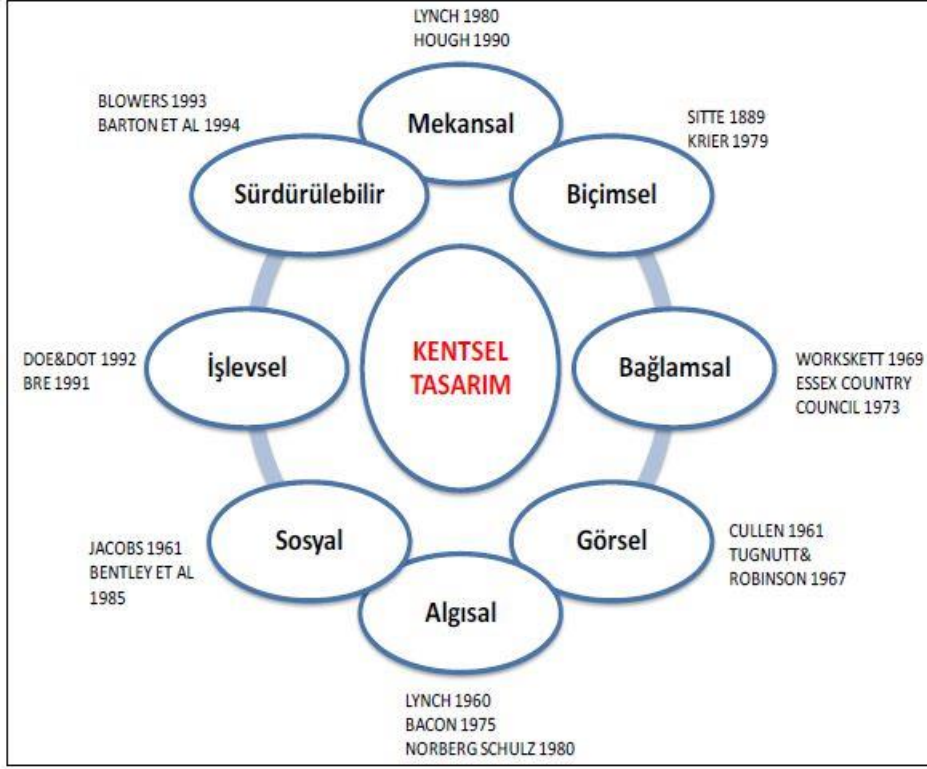 LYNCH 1980
HOUGH 1990
Mekansal
SITTE 1889
KRIER 1979
Biçimsel
WORKSKETT 1969
ESSEX COUNTRY
COUNCIL 1973
Bağlamsal
CULLEN 1961
TUGNUTT&
ROBINSON 1967
Görsel
Algısal
LYNCH 1960
BACON 1975
NORBERG SCHULZ 1980
Sosyal
JACOBS 1961
BENTLEY ET AL
1985
İşlevsel
DOE&DOT 1992
BRE 1991
Sürdürülebilir
BLOWERS 1993
BARTON ET AL 1994
KENTSEL
TASARIM